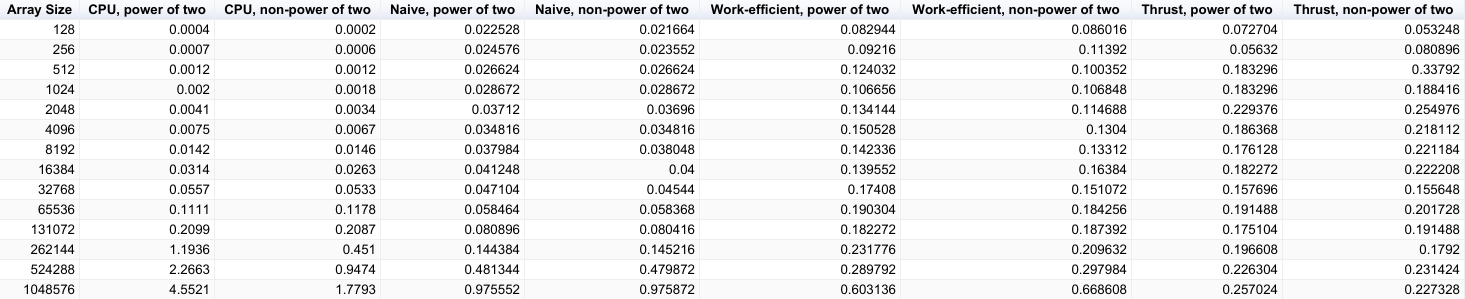 Array Size CPU, power of two CPU, non-power of two Naive, power of two Naive, non-power of two Work-efficient, power of two Work-efficient, non-power of two Thrust, power of two Thrust, non-power of two
128 0.0004 0.0002 0.022528 0.021664 0.082944 0.086016 0.072704 0.053248
256 0.0007 0.0006 0.024576 0.023552 0.09216 0.11392 0.05632 0.080896
512 0.0012 0.0012 0.026624 0.026624 0.124032 0.100352 0.183296 0.33792
1024 0.002 0.0018 0.028672 0.028672 0.106656 0.106848 0.183296 0.188416
2048 0.0041 0.0034 0.03712 0.03696 0.134144 0.114688 0.229376 0.254976
4096 0.0075 0.0067 0.034816 0.034816 0.150528 0.1304 0.186368 0.218112
8192 0.0142 0.0146 0.037984 0.038048 0.142336 0.13312 0.176128 0.221184
16384 0.0314 0.0263 0.041248 0.04 0.139552 0.16384 0.182272 0.222208
32768 0.0557 0.0533 0.047104 0.04544 0.17408 0.151072 0.157696 0.155648
65536 0.1111 0.1178 0.058464 0.058368 0.190304 0.184256 0.191488 0.201728
131072 0.2099 0.2087 0.080896 0.080416 0.182272 0.187392 0.175104 0.191488
262144 1.1936 0.451 0.144384 0.145216 0.231776 0.209632 0.196608 0.1792
524288 2.2663 0.9474 0.481344 0.479872 0.289792 0.297984 0.226304 0.231424
1048576 4.5521 1.7793 0.975552 0.975872 0.603136 0.668608 0.257024 0.227328